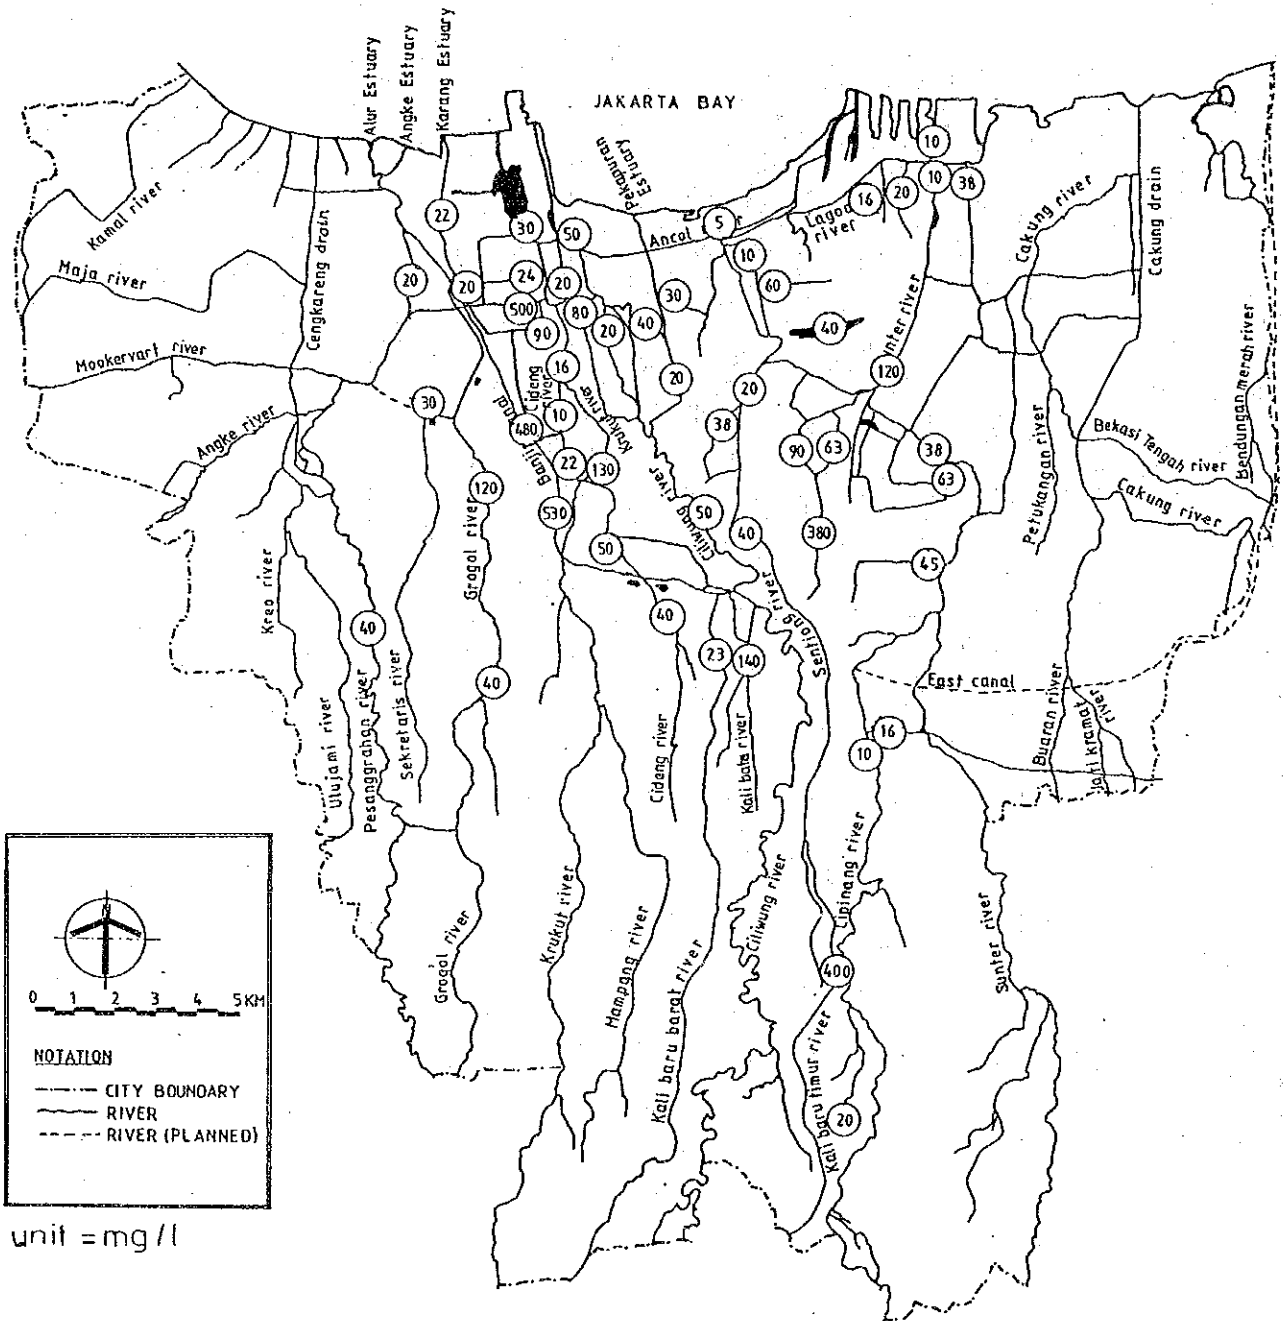 Alur Estuary
Angke Estuary
Karang Estuary
JAKARTA BAY
Pekapuran
Estuary
10
10
38
16
20
Lagoa
river
Kamal river
22
30
50
5
Ancol
Cakung river
Cakung drain
Maja river
Cengkareng drain
20
20
24
20
10
60
30
500
80
90
20
40
40
Mookervart river
16
20
20
120
Cideng
river
30
10
480
Krukut river
38
90
63
38
63
Angke river
Banjir
22
130
Petukangan river
Bekasi Tengah river
Bendungan merah river
Cakung river
120
530
50
Ciliwung river
40
380
50
45
Grogol river
Krea river
40
40
23
140
Sentiong river
40
East canal
Ulujami river
Pesanggrahan river
Sekretaris river
Cidang river
Kali bata river
16
10
Buaran river
Jati kramat
river
Grogol river
Krukut river
Mampang river
Kali baru barat river
Ciliwung river
Cipinang river
400
Sunter river
Kali baru timur river
20
0 1 2 3 4 5 KM
NOTATION
CITY BOUNDARY
RIVER
RIVER (PLANNED)
unit = mg/l